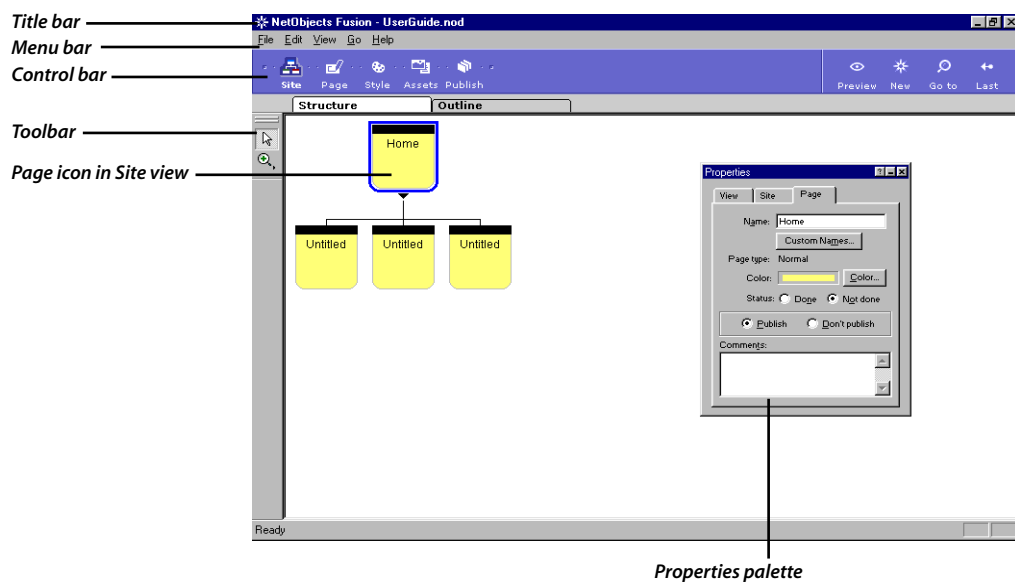 Title bar
NetObjects Fusion - UserGuide.nod
Menu bar
File Edit View Go Help
Control bar
Site Page Style Assets Publish
Preview New Go to Last
Structure Outline
Toolbar
Home
Page icon in Site view
Untitled Untitled Untitled
Properties
View Site Page
Name: Home
Custom Names...
Page type: Normal
Color: Color...
Status: Done Not done
Publish Don't publish
Comments:
Ready
Properties palette